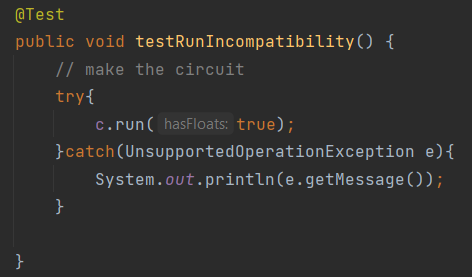 @Test
public void testRunIncompatibility() {
// make the circuit
try{
c.run( hasFloats: true);
}catch(UnsupportedOperationException e){
System.out.println(e.getMessage());
}
}